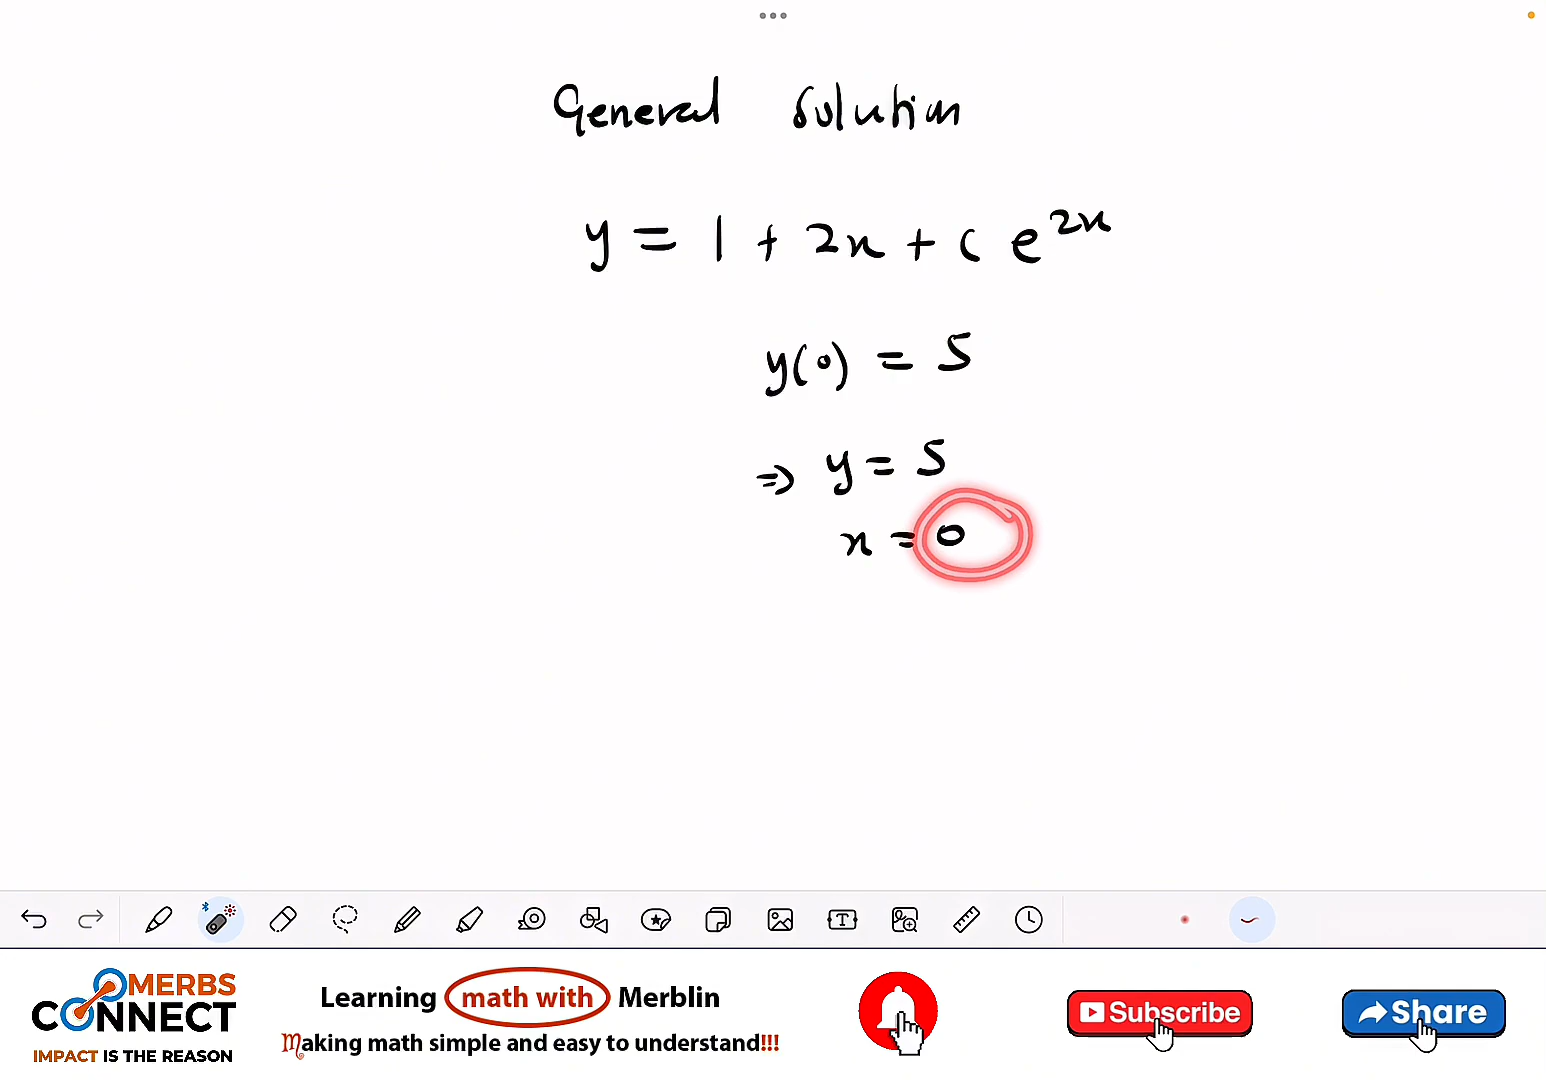 General Solution
y = 1 + 2x + c e^{2x}
y(0) = 5
⇒ y = 5
x = 0
MERBS
CONNECT
IMPACT IS THE REASON
Learning math with Merblin
Making math simple and easy to understand!!!
Subscribe
Share